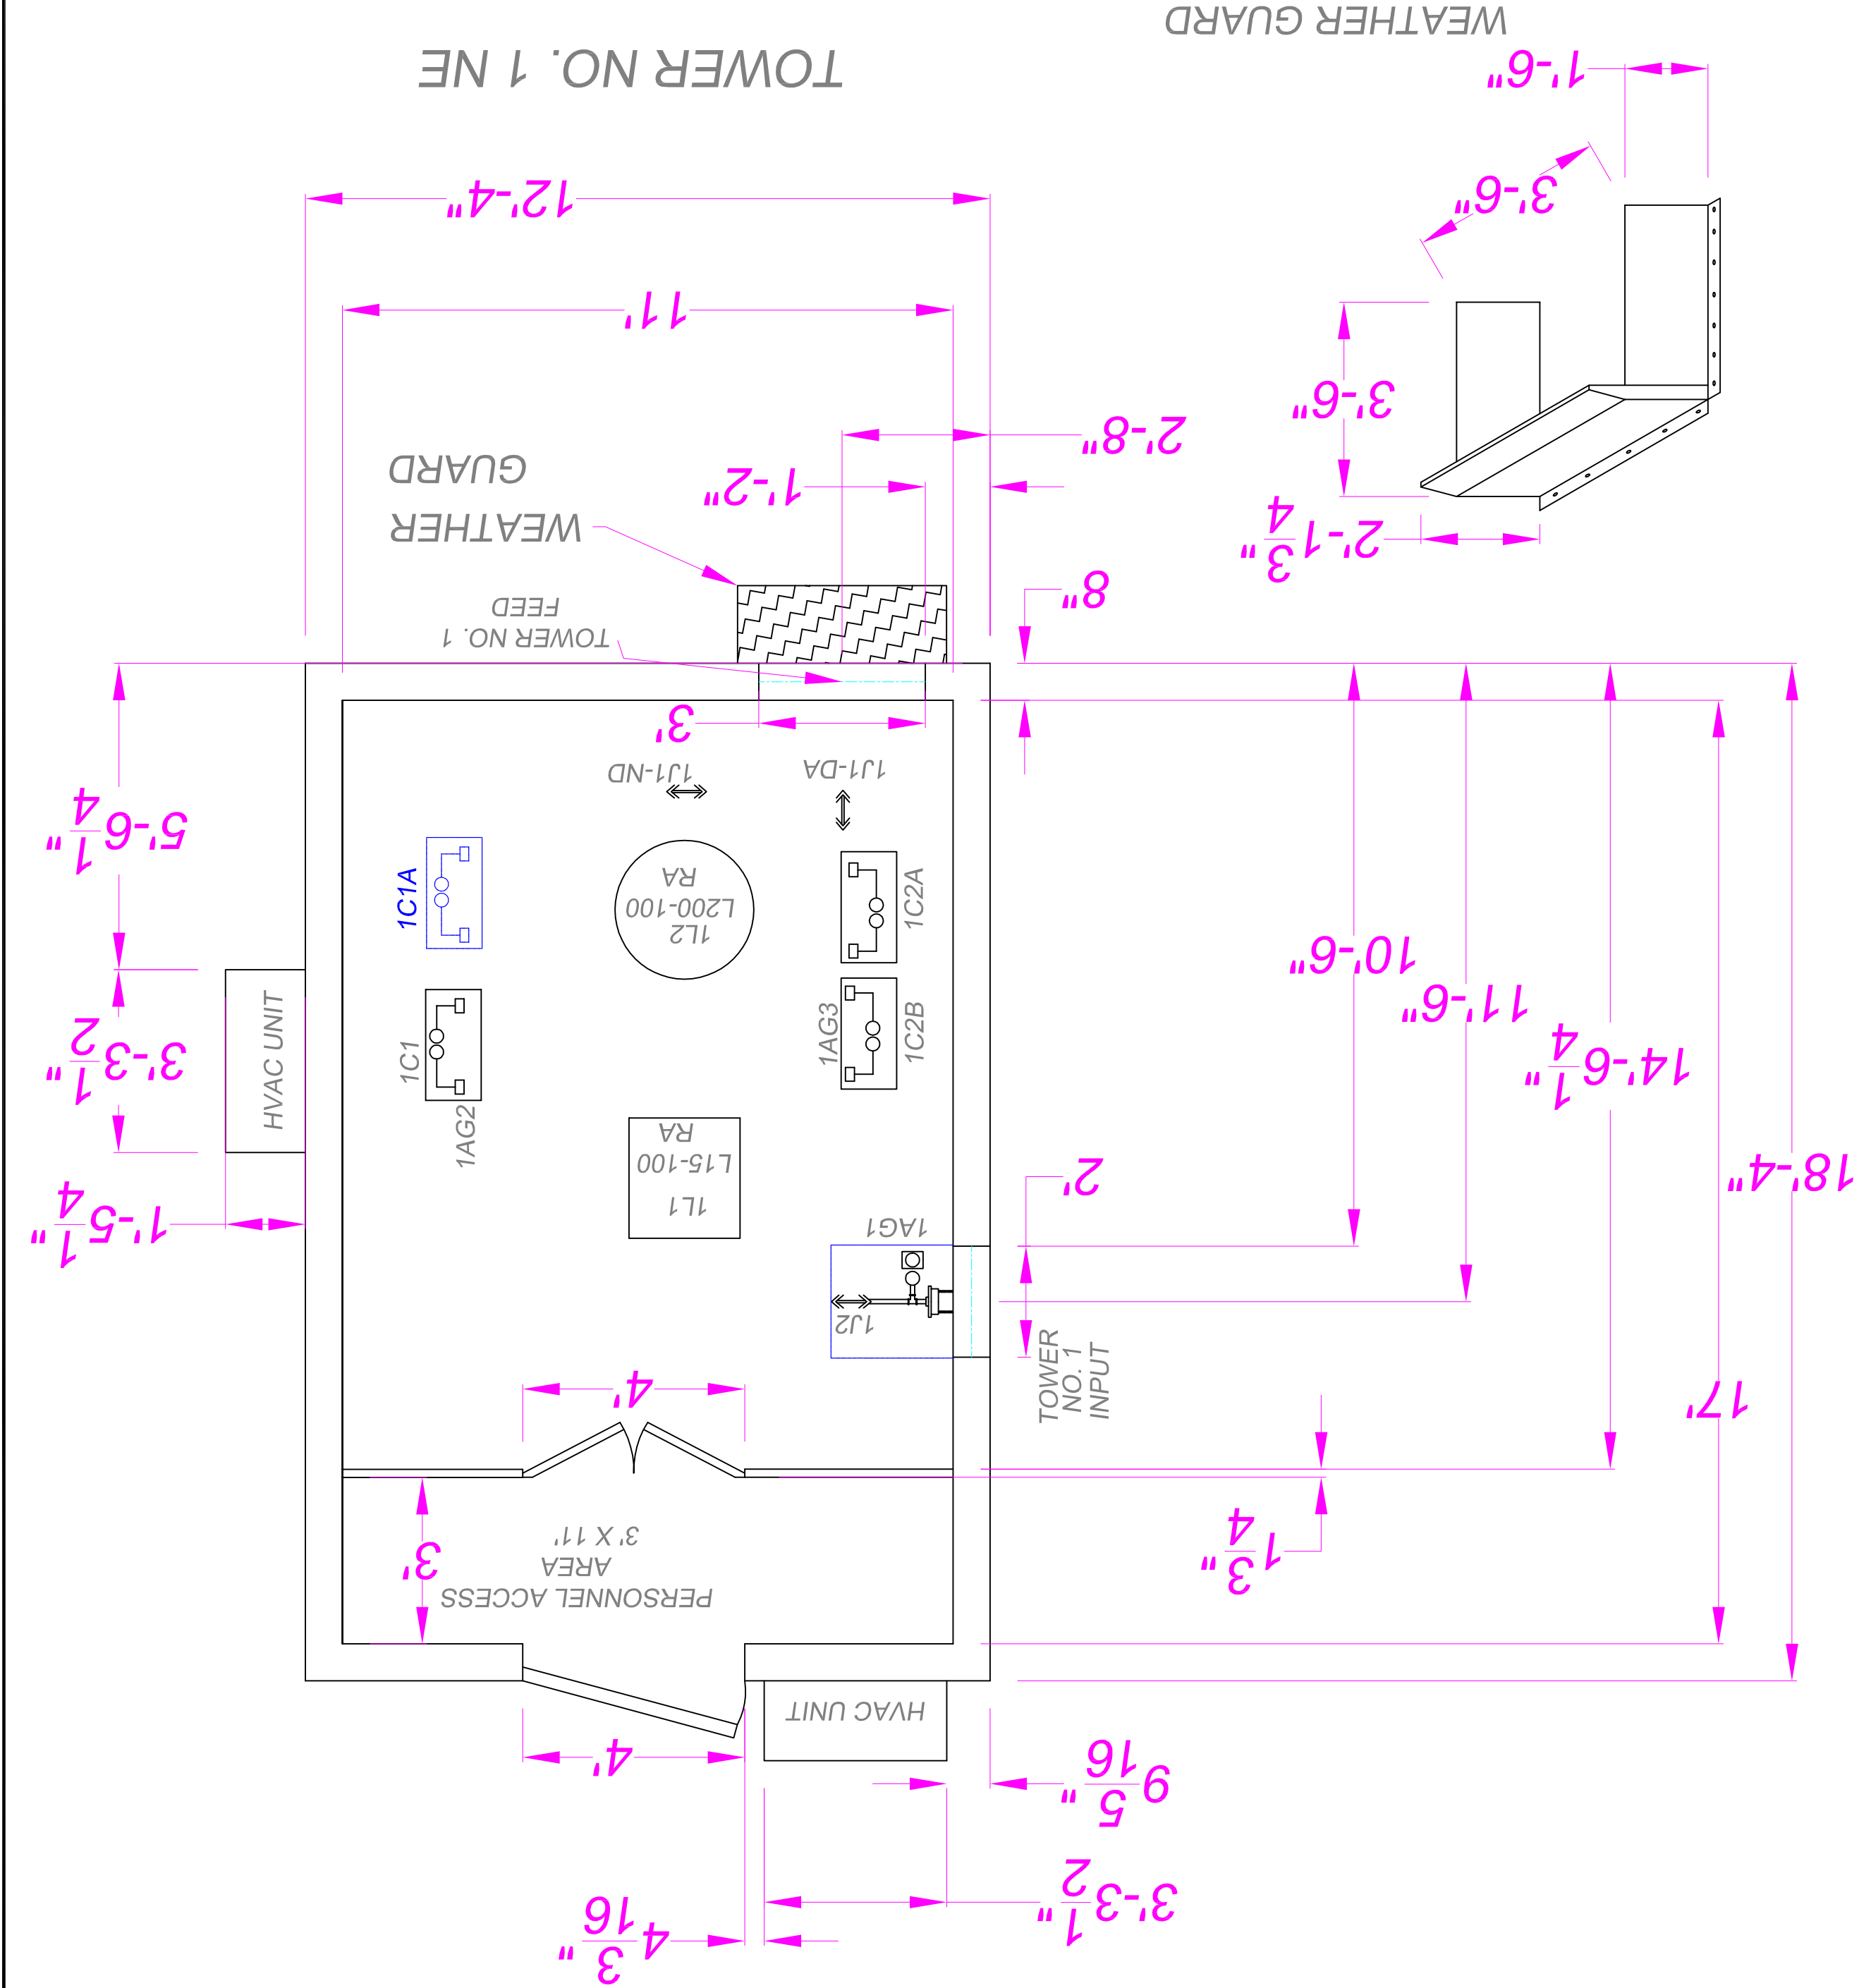 4 3/16"
3'-3 1/2"
9 5/16"
4'
HVAC UNIT
PERSONNEL ACCESS
AREA
3' X 11'
3'
1 3/4"
17'
4'
TOWER
NO. 1
INPUT
1J2
1AG1
2'
18'-4"
14'-6 1/4"
11'-6"
10'-6"
1L1
L15-100
RA
1'-5 1/4"
1AG2
1C1
HVAC UNIT
3'-3 1/2"
1C2B
1AG3
1C2A
1L2
L200-100
RA
1C1A
5'-6 1/4"
1J1-DA
1J1-ND
3'
TOWER NO. 1
FEED
8"
WEATHER
GUARD
1'-2"
2'-8"
2'-1 3/4"
3'-6"
3'-6"
1'-6"
11'
12'-4"
WEATHER GUARD
TOWER NO. 1 NE